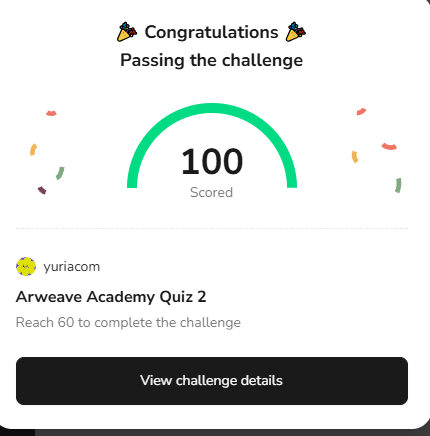 🎉 Congratulations 🎉
Passing the challenge
100
Scored
yuriacom
Arweave Academy Quiz 2
Reach 60 to complete the challenge
View challenge details